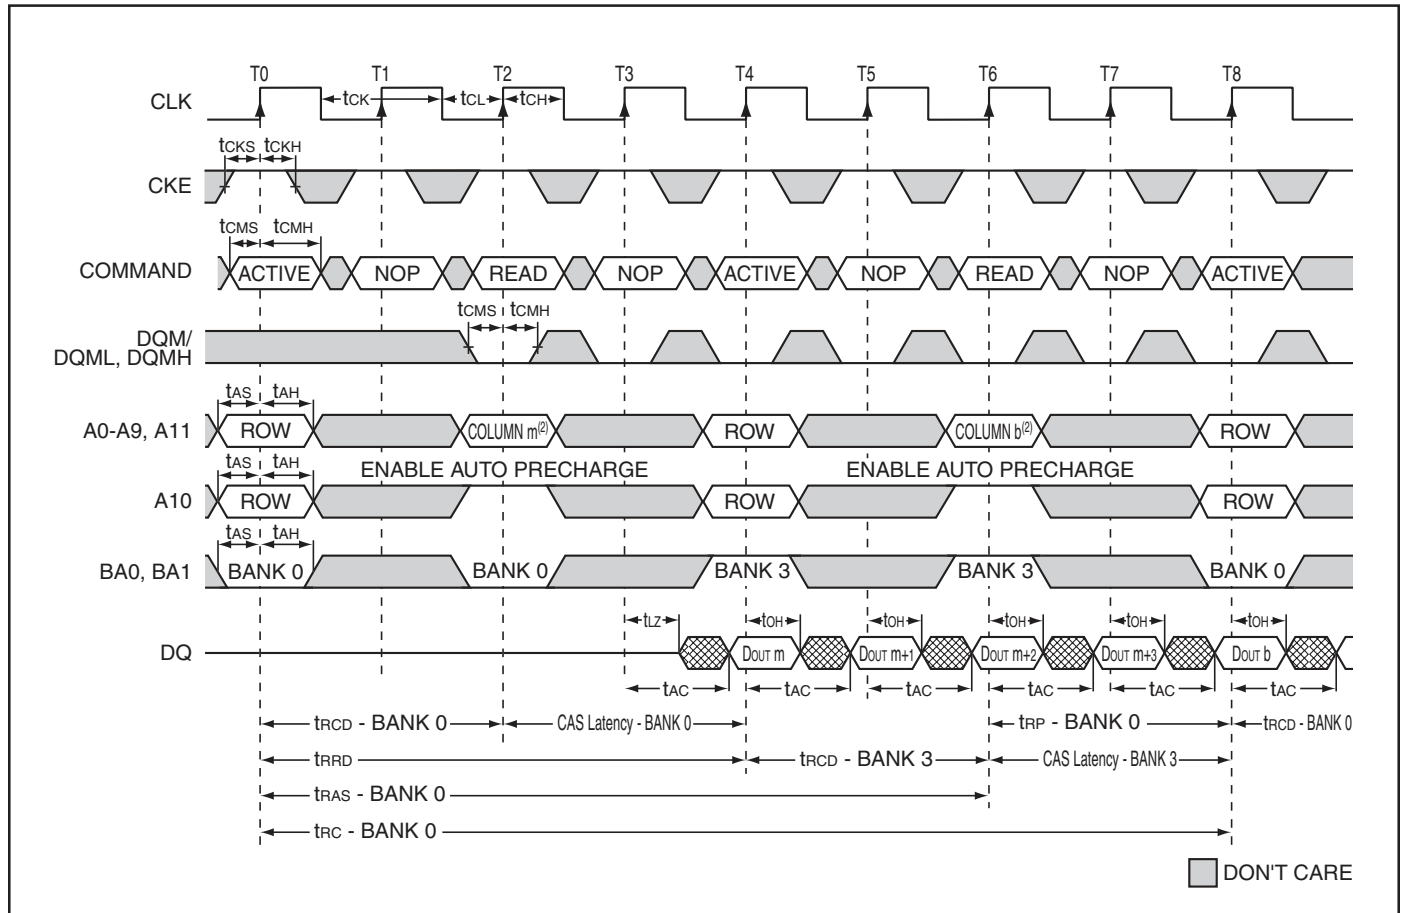 T0 T1 T2 T3 T4 T5 T6 T7 T8
CLK tCK tCL tCH
tCKS tCKH
CKE
tCMS tCMH
COMMAND ACTIVE NOP READ NOP ACTIVE NOP READ NOP ACTIVE
tCMS tCMH
DQM/
DQML, DQMH
tAS tAH
A0-A9, A11 ROW COLUMN m(2) ROW COLUMN b(2) ROW
tAS tAH ENABLE AUTO PRECHARGE ENABLE AUTO PRECHARGE
A10 ROW ROW ROW
tAS tAH
BA0, BA1 BANK 0 BANK 0 BANK 3 BANK 3 BANK 0
tLZ tOH tOH tOH tOH tOH
DQ DOUT m DOUT m+1 DOUT m+2 DOUT m+3 DOUT b
tAC tAC tAC tAC tAC tAC
tRCD - BANK 0 CAS Latency - BANK 0 tRP - BANK 0 tRCD - BANK 0
tRRD tRCD - BANK 3 CAS Latency - BANK 3
tRAS - BANK 0
tRC - BANK 0
DON'T CARE